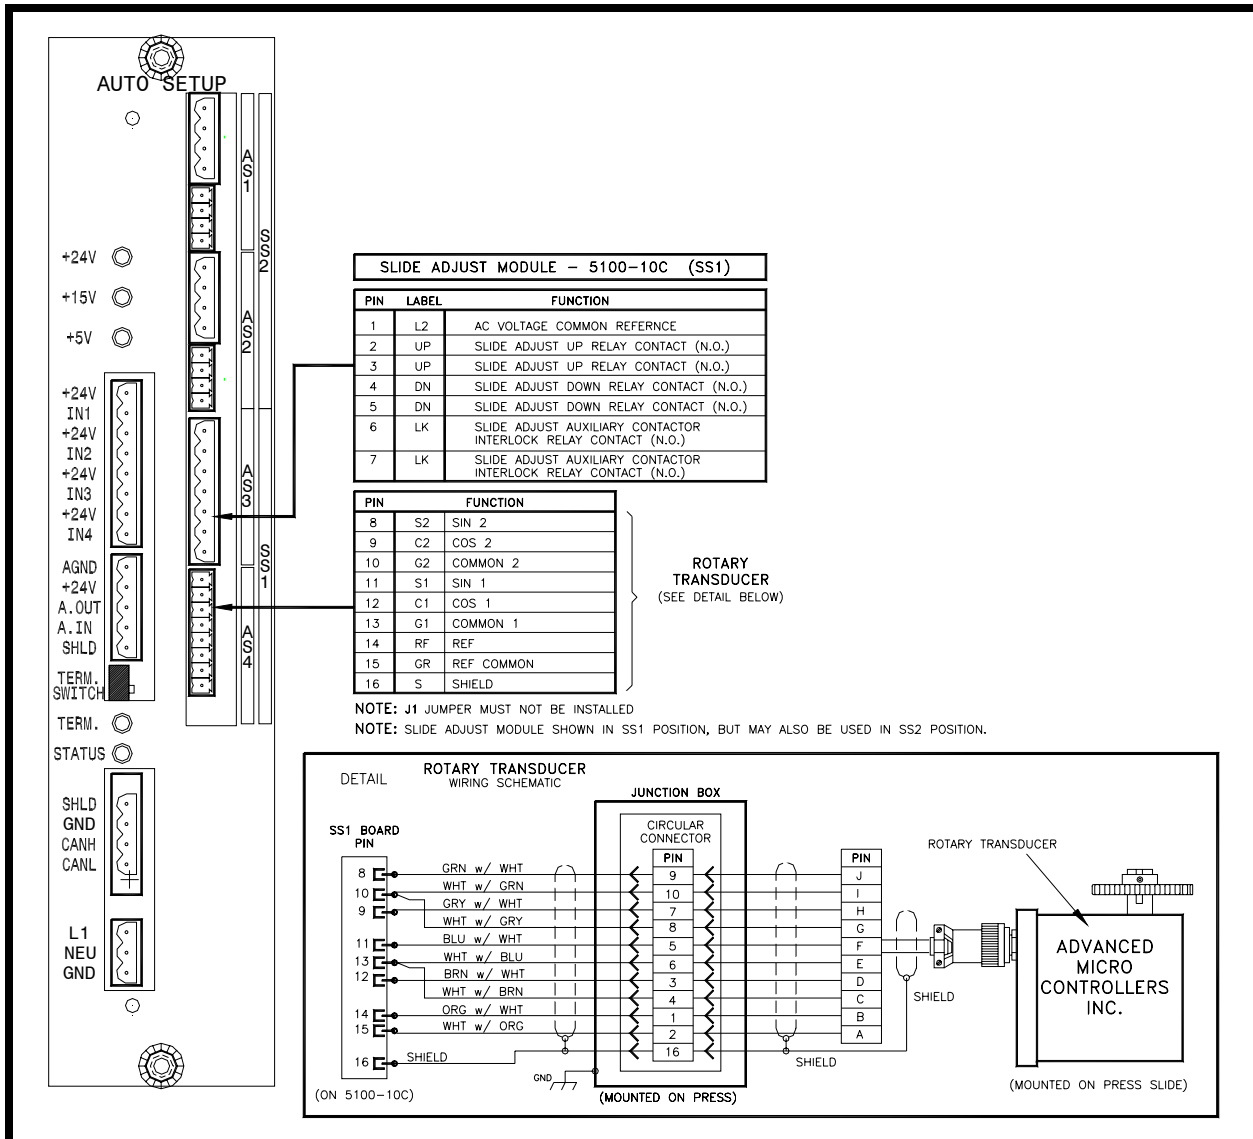 AUTO SETUP
AS1
SS2
+24V
+15V
+5V
AS2
+24V
IN1
+24V
IN2
+24V
IN3
+24V
IN4
AS3
SS1
AGND
+24V
A.OUT
A.IN
SHLD
AS4
TERM.
SWITCH
TERM.
STATUS
SHLD
GND
CANH
CANL
L1
NEU
GND
SLIDE ADJUST MODULE – 5100–10C (SS1)
PIN LABEL FUNCTION
1 L2 AC VOLTAGE COMMON REFERNCE
2 UP SLIDE ADJUST UP RELAY CONTACT (N.O.)
3 UP SLIDE ADJUST UP RELAY CONTACT (N.O.)
4 DN SLIDE ADJUST DOWN RELAY CONTACT (N.O.)
5 DN SLIDE ADJUST DOWN RELAY CONTACT (N.O.)
6 LK SLIDE ADJUST AUXILIARY CONTACTOR
INTERLOCK RELAY CONTACT (N.O.)
7 LK SLIDE ADJUST AUXILIARY CONTACTOR
INTERLOCK RELAY CONTACT (N.O.)
PIN FUNCTION
8 S2 SIN 2
9 C2 COS 2
10 G2 COMMON 2
11 S1 SIN 1
12 C1 COS 1
13 G1 COMMON 1
14 RF REF
15 GR REF COMMON
16 S SHIELD
ROTARY
TRANSDUCER
(SEE DETAIL BELOW)
NOTE: J1 JUMPER MUST NOT BE INSTALLED
NOTE: SLIDE ADJUST MODULE SHOWN IN SS1 POSITION, BUT MAY ALSO BE USED IN SS2 POSITION.
DETAIL
ROTARY TRANSDUCER
WIRING SCHEMATIC
JUNCTION BOX
SS1 BOARD
PIN
CIRCULAR
CONNECTOR
PIN
PIN
8 GRN w/ WHT 9 J
10 WHT w/ GRN 10 I
9 GRY w/ WHT 7 H
WHT w/ GRY 8 G
11 BLU w/ WHT 5 F
13 WHT w/ BLU 6 E
12 BRN w/ WHT 3 D
WHT w/ BRN 4 C
14 ORG w/ WHT 1 B
15 WHT w/ ORG 2 A
16 SHIELD 16 SHIELD
SHIELD
GND
(ON 5100–10C)
(MOUNTED ON PRESS)
ROTARY TRANSDUCER
ADVANCED
MICRO
CONTROLLERS
INC.
(MOUNTED ON PRESS SLIDE)